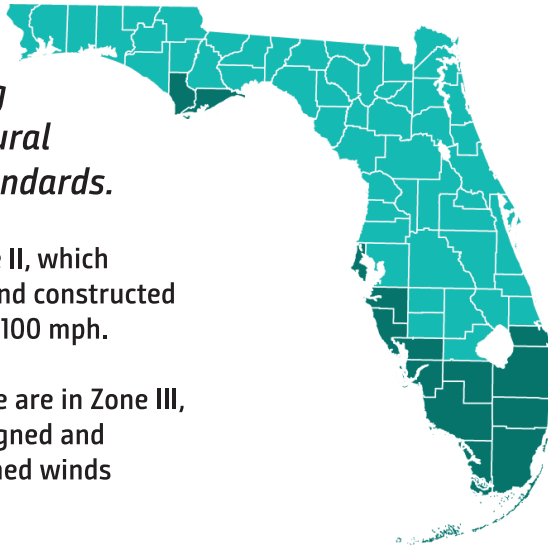 g
ural
ndards.
II, which
nd constructed
100 mph.
e are in Zone III,
gned and
ned winds